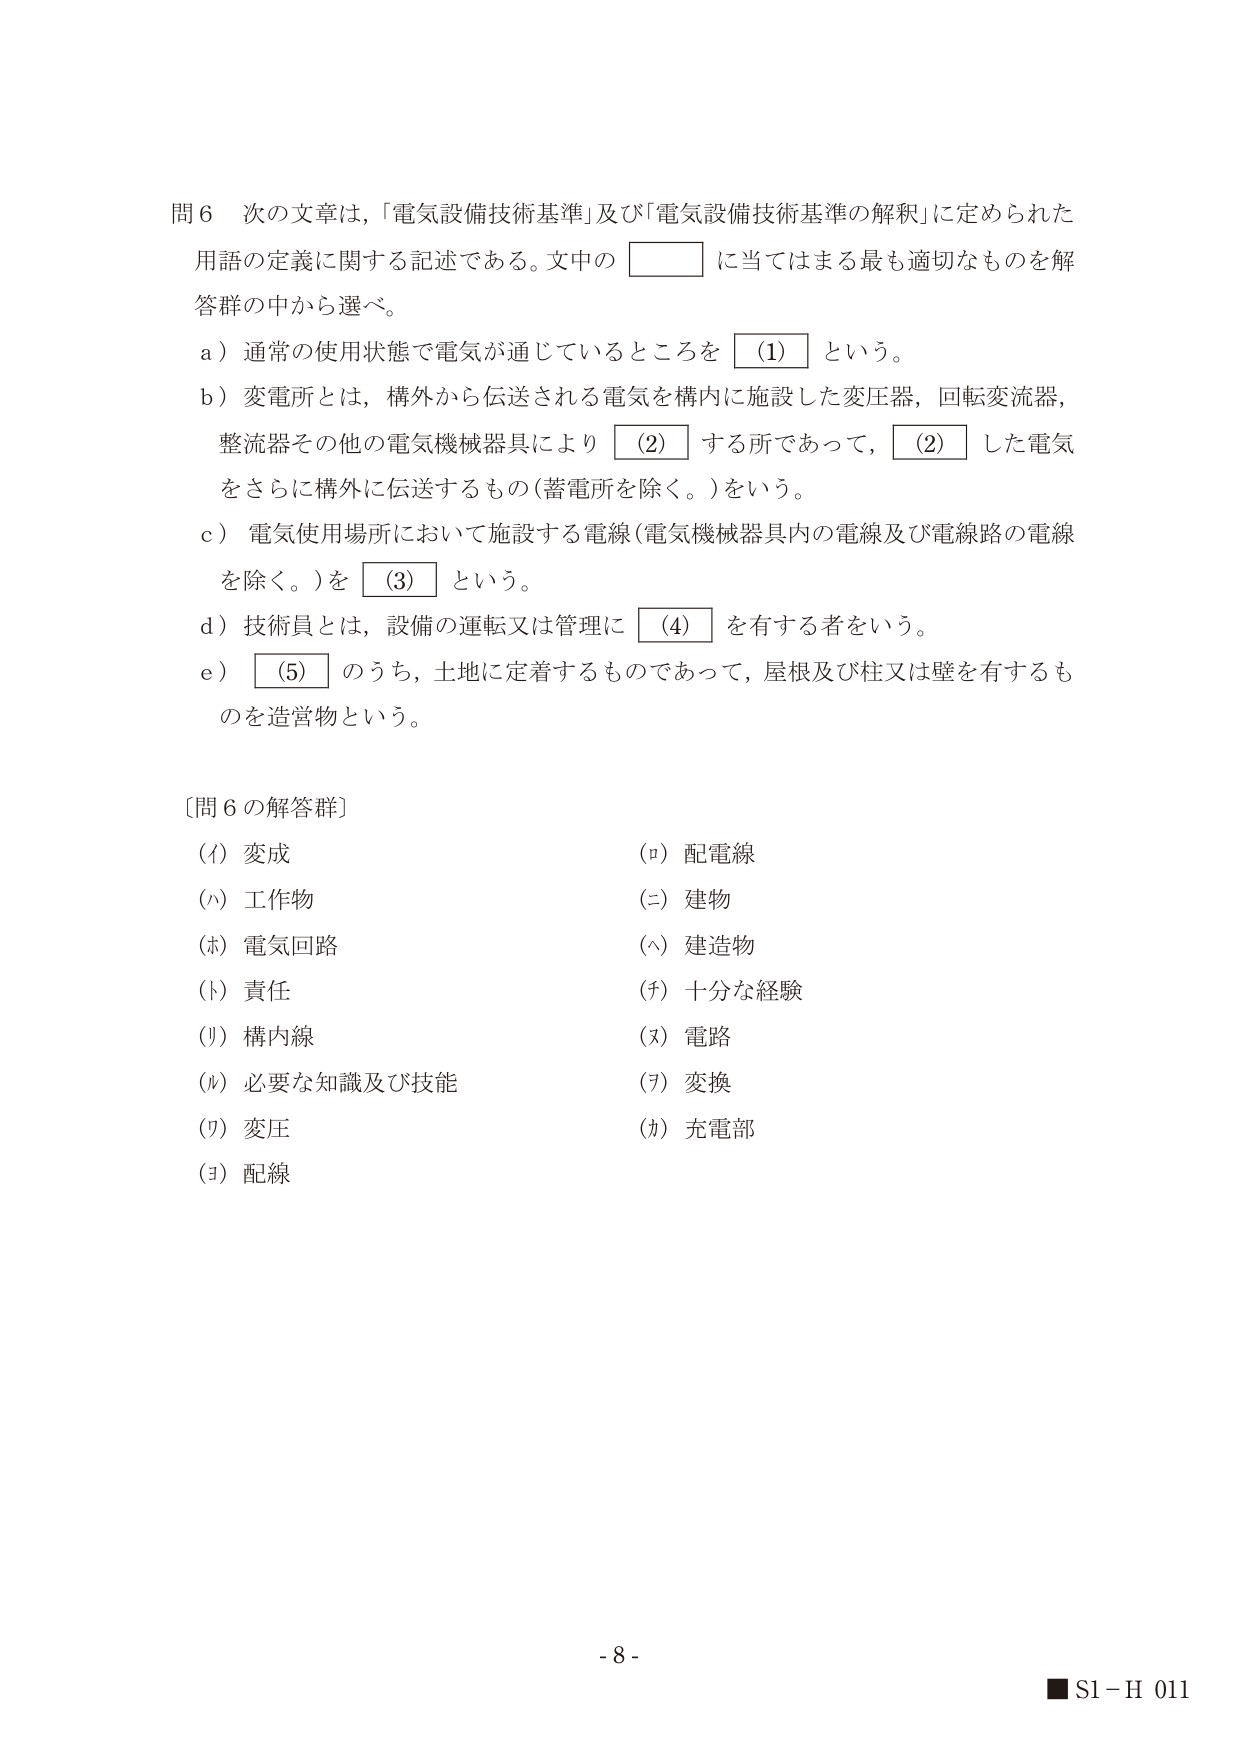 問6 次の文章は，「電気設備技術基準」及び「電気設備技術基準の解釈」に定められた
用語の定義に関する記述である。文中の に当てはまる最も適切なものを解
答群の中から選べ。
a）通常の使用状態で電気が通じているところを (1) という。
b）変電所とは，構外から伝送される電気を構内に施設した変圧器，回転変流器，
整流器その他の電気機械器具により (2) する所であって， (2) した電気
をさらに構外に伝送するもの（蓄電所を除く。）をいう。
c） 電気使用場所において施設する電線（電気機械器具内の電線及び電線路の電線
を除く。）を (3) という。
d）技術員とは，設備の運転又は管理に (4) を有する者をいう。
e） (5) のうち，土地に定着するものであって，屋根及び柱又は壁を有するも
のを造営物という。
〔問6の解答群〕
(ｲ) 変成 (ﾛ) 配電線
(ﾊ) 工作物 (ﾆ) 建物
(ﾎ) 電気回路 (ﾍ) 建造物
(ﾄ) 責任 (ﾁ) 十分な経験
(ﾘ) 構内線 (ﾇ) 電路
(ﾙ) 必要な知識及び技能 (ｦ) 変換
(ﾜ) 変圧 (ｶ) 充電部
(ﾖ) 配線
- 8 -
■ S1－H 011